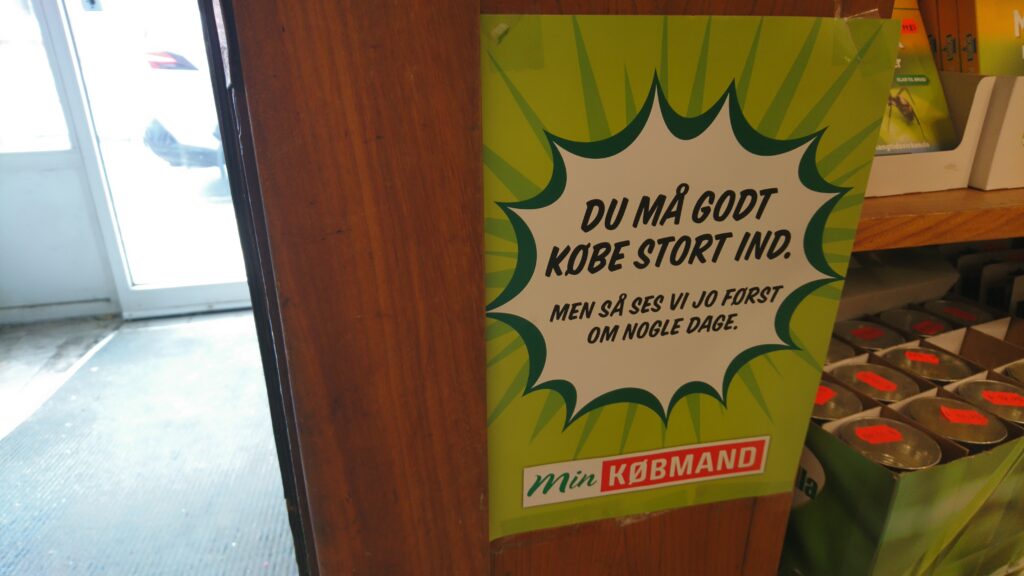 DU MÅ GODT
KØBE STORT IND.
MEN SÅ SES VI JO FØRST
OM NOGLE DAGE.
Min KØBMAND